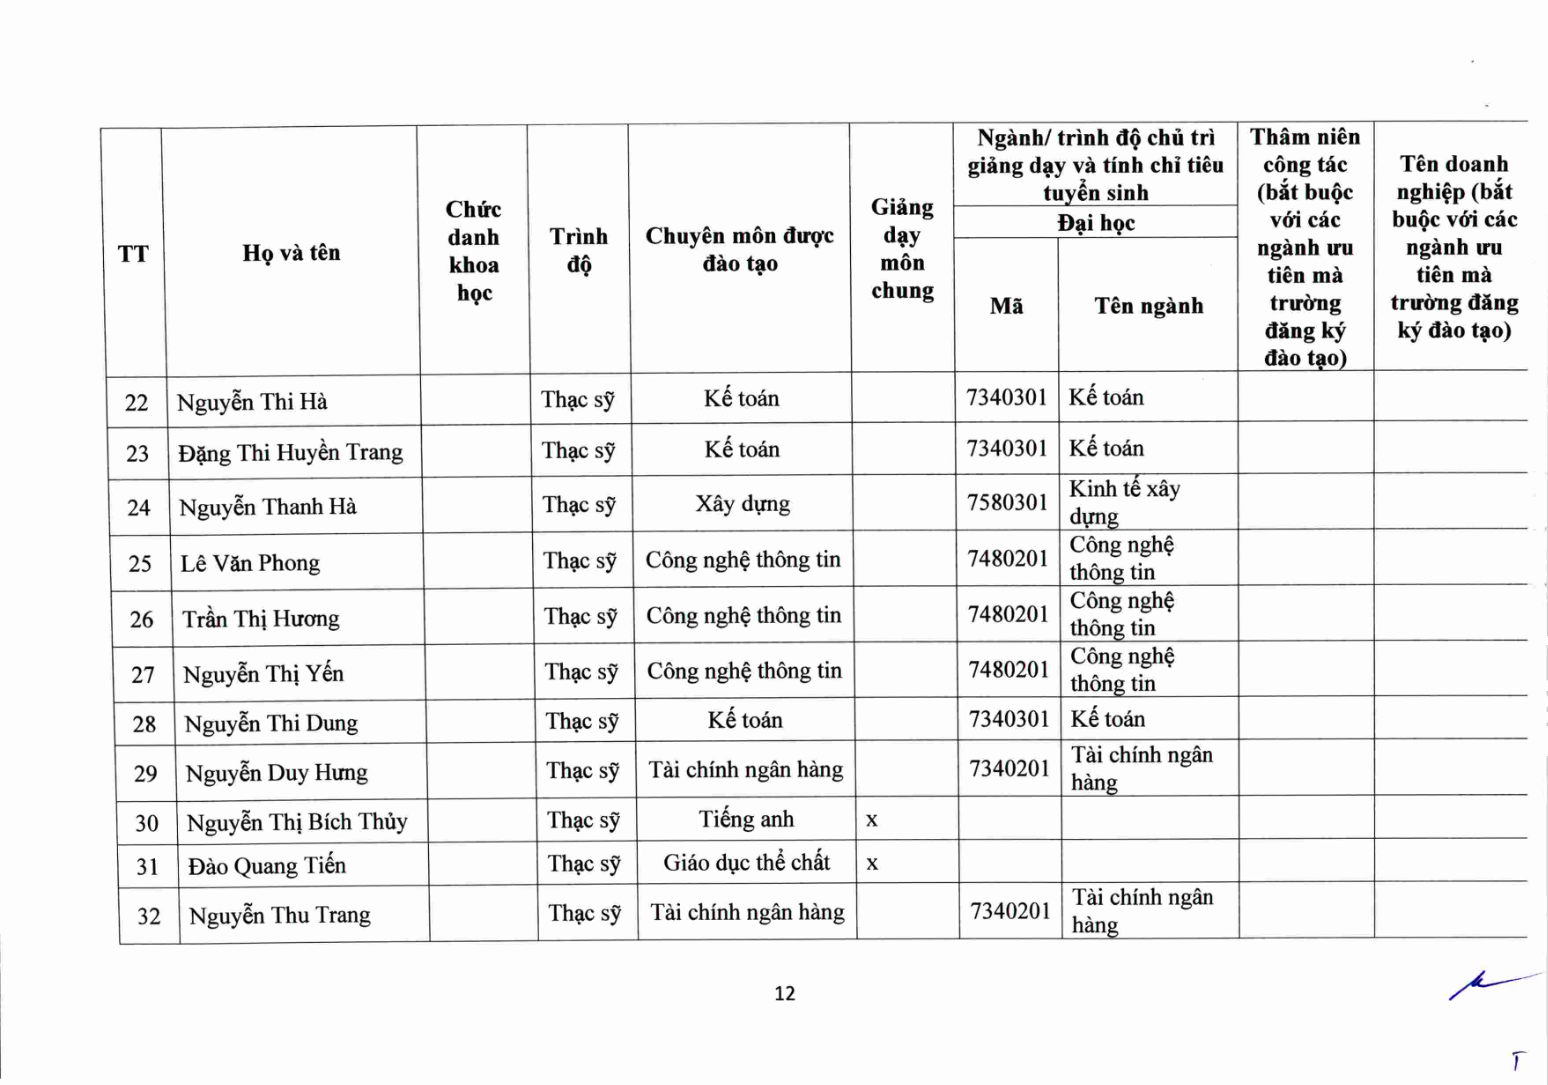 TT
Họ và tên
Chức
danh
khoa
học
Trình
độ
Chuyên môn được
đào tạo
Giảng
dạy
môn
chung
Ngành/ trình độ chủ trì
giảng dạy và tính chỉ tiêu
tuyển sinh
Đại học
Mã
Tên ngành
Thâm niên
công tác
(bắt buộc
với các
ngành ưu
tiên mà
trường
đăng ký
đào tạo)
Tên doanh
nghiệp (bắt
buộc với các
ngành ưu
tiên mà
trường đăng
ký đào tạo)
22 Nguyễn Thi Hà Thạc sỹ Kế toán 7340301 Kế toán
23 Đặng Thi Huyền Trang Thạc sỹ Kế toán 7340301 Kế toán
24 Nguyễn Thanh Hà Thạc sỹ Xây dựng 7580301 Kinh tế xây
dựng
25 Lê Văn Phong Thạc sỹ Công nghệ thông tin 7480201 Công nghệ
thông tin
26 Trần Thị Hương Thạc sỹ Công nghệ thông tin 7480201 Công nghệ
thông tin
27 Nguyễn Thị Yến Thạc sỹ Công nghệ thông tin 7480201 Công nghệ
thông tin
28 Nguyễn Thi Dung Thạc sỹ Kế toán 7340301 Kế toán
29 Nguyễn Duy Hưng Thạc sỹ Tài chính ngân hàng 7340201 Tài chính ngân
hàng
30 Nguyễn Thị Bích Thủy Thạc sỹ Tiếng anh x
31 Đào Quang Tiến Thạc sỹ Giáo dục thể chất x
32 Nguyễn Thu Trang Thạc sỹ Tài chính ngân hàng 7340201 Tài chính ngân
hàng
12